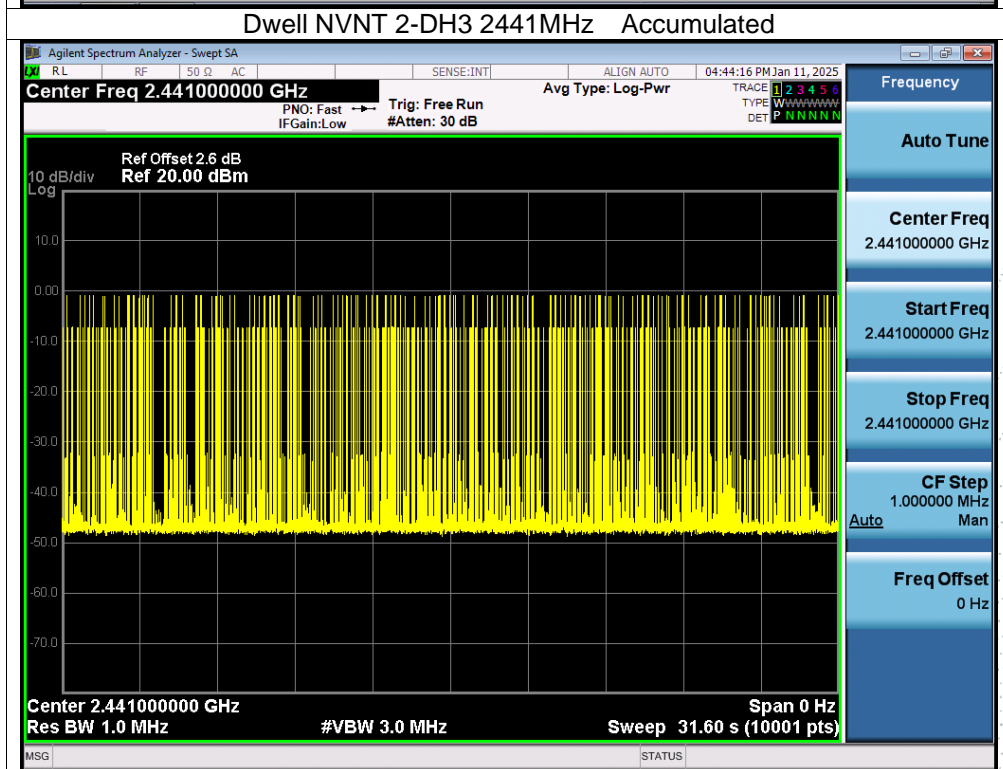 Dwell NVNT 2-DH3 2441MHz Accumulated
Agilent Spectrum Analyzer - Swept SA
LXI RL RF 50 Ω AC SENSE:INT ALIGN AUTO 04:44:16 PM Jan 11, 2025
Center Freq 2.441000000 GHz
Avg Type: Log-Pwr
TRACE 1 2 3 4 5 6
PNO: Fast
Trig: Free Run
TYPE WWWWWWW
IFGain:Low
#Atten: 30 dB
DET P N N N N N
Ref Offset 2.6 dB
10 dB/div Ref 20.00 dBm
Log
10.0
0.00
-10.0
-20.0
-30.0
-40.0
-50.0
-60.0
-70.0
Center 2.441000000 GHz Span 0 Hz
Res BW 1.0 MHz #VBW 3.0 MHz Sweep 31.60 s (10001 pts)
MSG STATUS
Frequency
Auto Tune
Center Freq
2.441000000 GHz
Start Freq
2.441000000 GHz
Stop Freq
2.441000000 GHz
CF Step
1.000000 MHz
Auto Man
Freq Offset
0 Hz